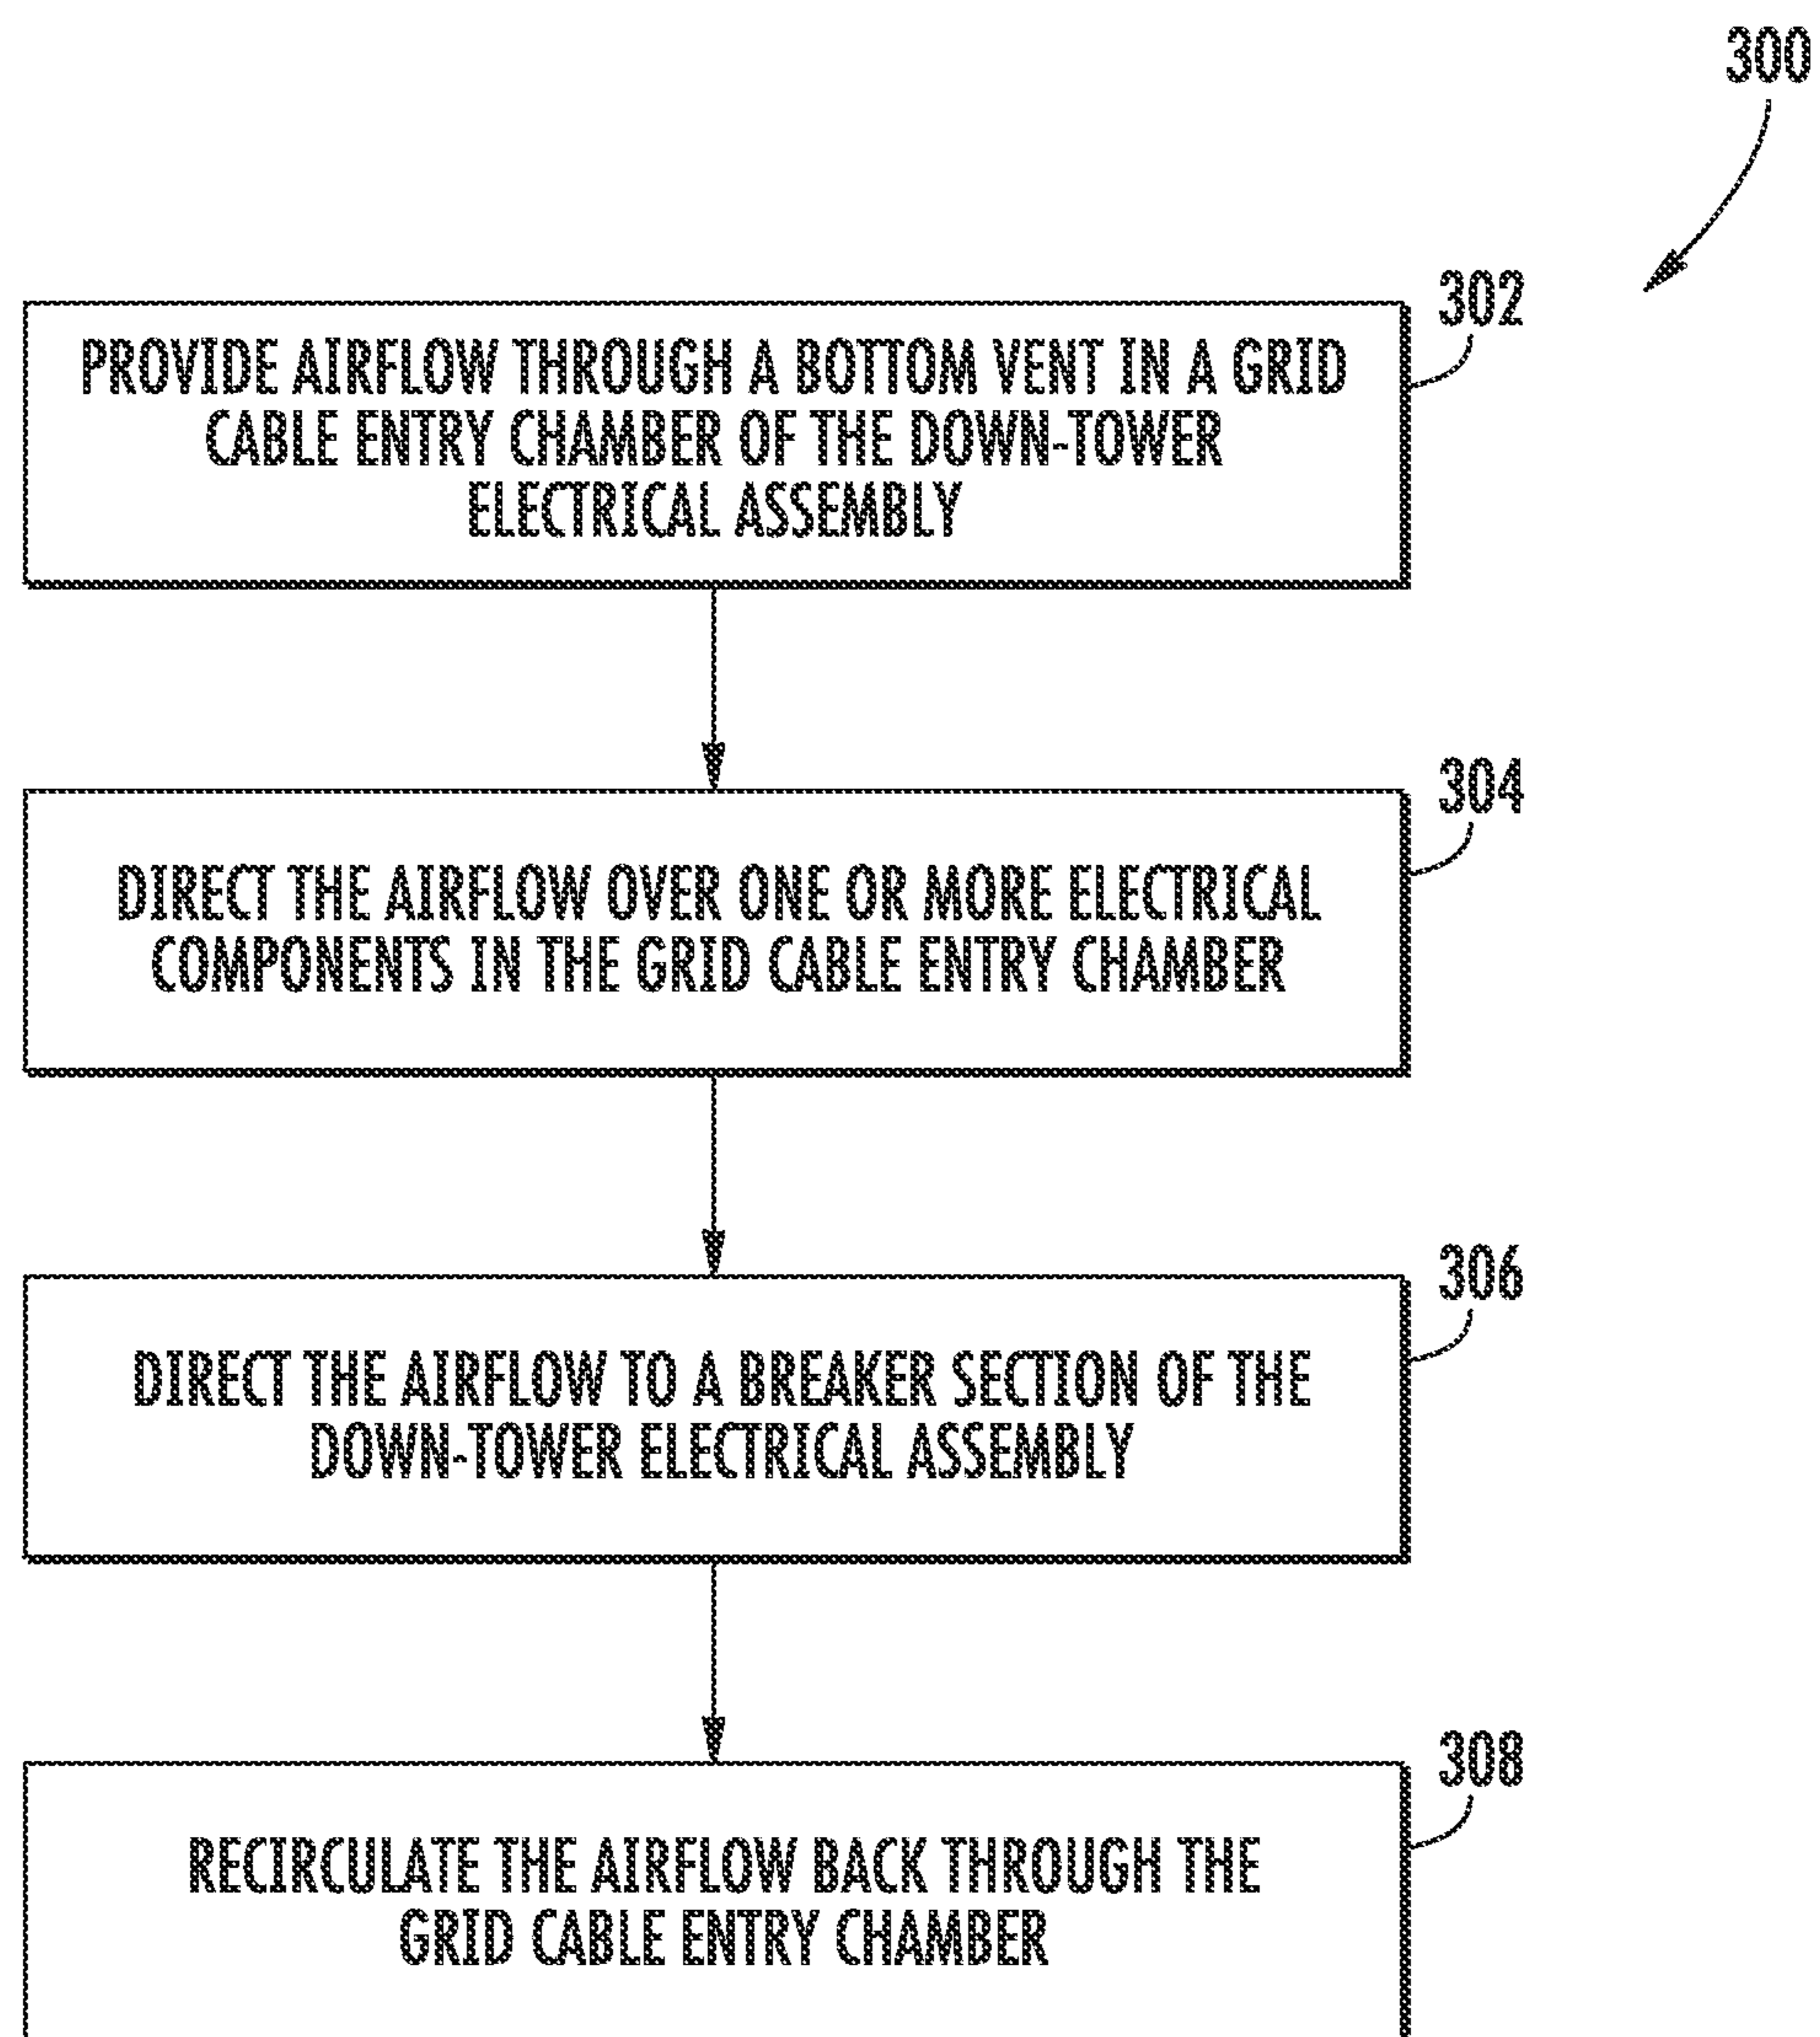 300
302
PROVIDE AIRFLOW THROUGH A BOTTOM VENT IN A GRID
CABLE ENTRY CHAMBER OF THE DOWN-TOWER
ELECTRICAL ASSEMBLY
304
DIRECT THE AIRFLOW OVER ONE OR MORE ELECTRICAL
COMPONENTS IN THE GRID CABLE ENTRY CHAMBER
306
DIRECT THE AIRFLOW TO A BREAKER SECTION OF THE
DOWN-TOWER ELECTRICAL ASSEMBLY
308
RECIRCULATE THE AIRFLOW BACK THROUGH THE
GRID CABLE ENTRY CHAMBER